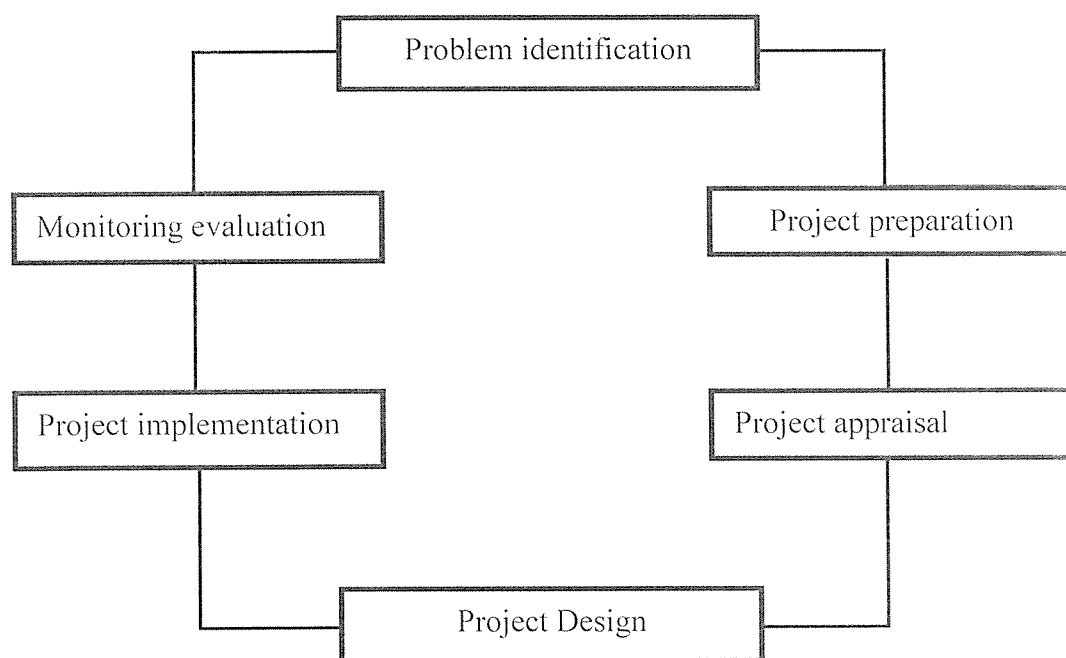 Problem identification
Monitoring evaluation
Project preparation
Project implementation
Project appraisal
Project Design